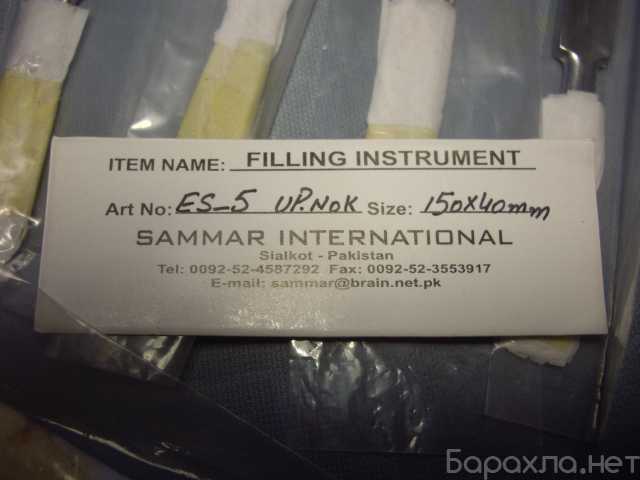 ITEM NAME: FILLING INSTRUMENT
Art No: ES-5 UP.NOK Size: 150X40mm
SAMMAR INTERNATIONAL
Sialkot - Pakistan
Tel: 0092-52-4587292 Fax: 0092-52-3553917
E-mail: sammar@brain.net.pk
Барахла.нет